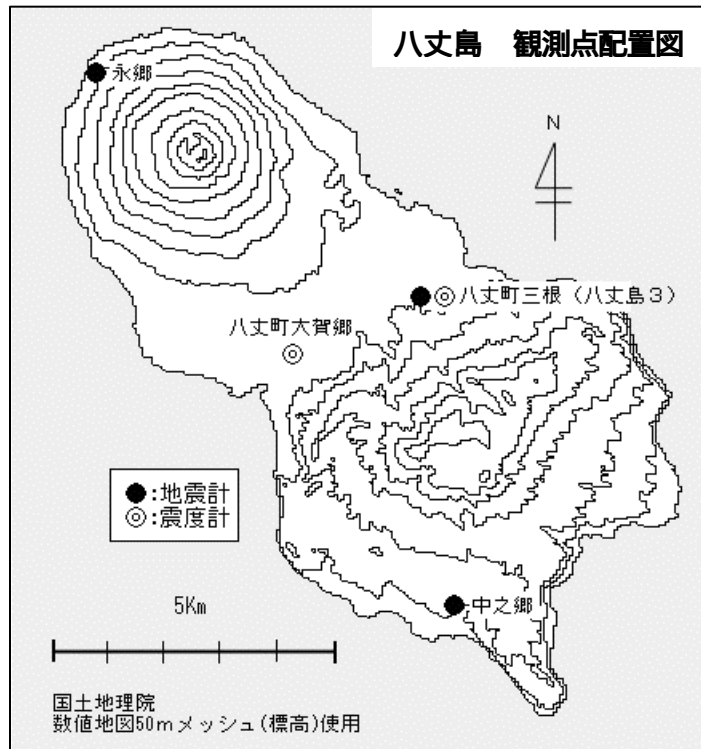 八丈島　観測点配置図
永郷
N
八丈町三根（八丈島３）
八丈町大賀郷
●:地震計
◎:震度計
中之郷
5Km
国土地理院
数値地図50mメッシュ(標高)使用